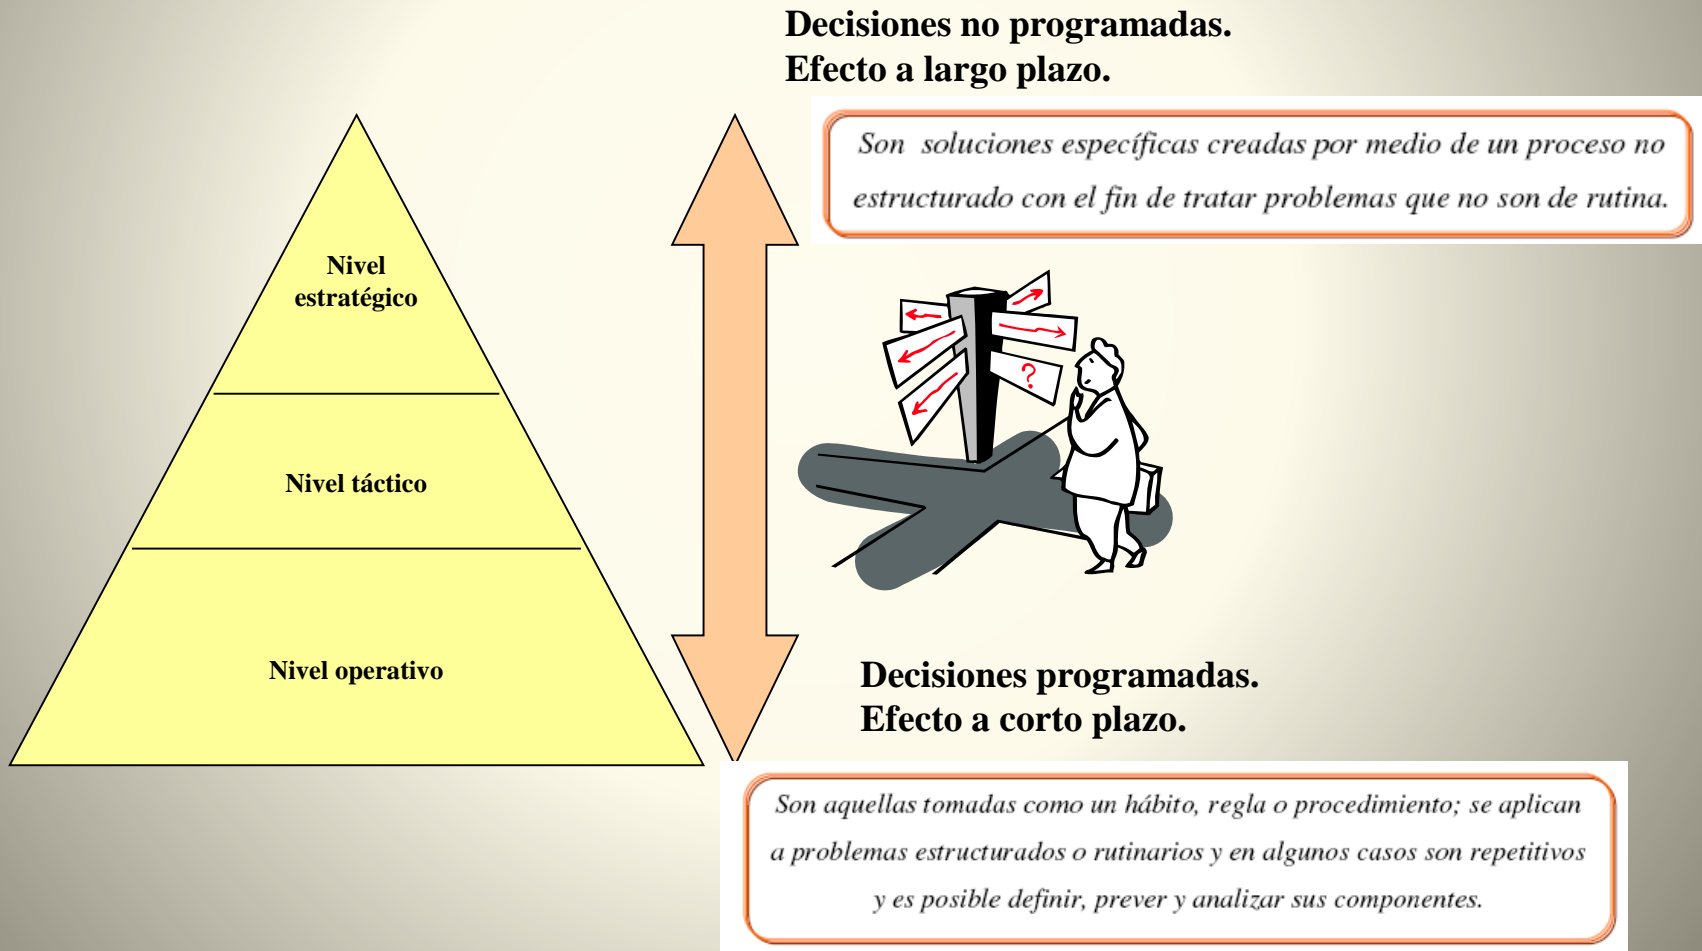 Decisiones no programadas.
Efecto a largo plazo.
Son soluciones específicas creadas por medio de un proceso no
estructurado con el fin de tratar problemas que no son de rutina.
Nivel
estratégico
?
Nivel táctico
Nivel operativo
Decisiones programadas.
Efecto a corto plazo.
Son aquellas tomadas como un hábito, regla o procedimiento; se aplican
a problemas estructurados o rutinarios y en algunos casos son repetitivos
y es posible definir, prever y analizar sus componentes.